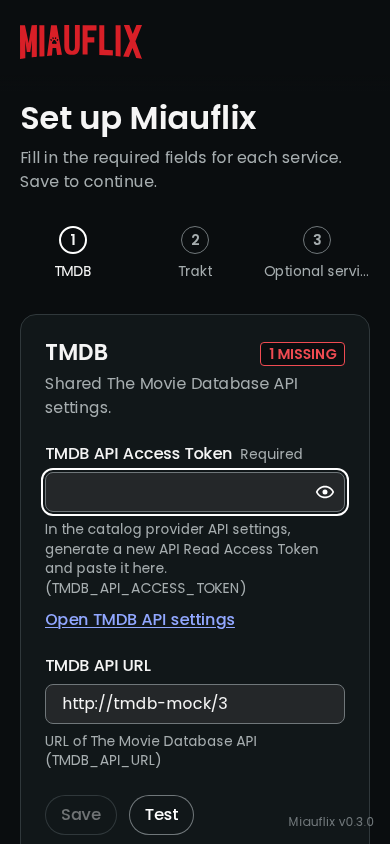 MIAUFLIX
Set up Miauflix
Fill in the required fields for each service.
Save to continue.
1
2
3
TMDB
Trakt
Optional servi...
TMDB
1 MISSING
Shared The Movie Database API
settings.
TMDB API Access Token Required
In the catalog provider API settings,
generate a new API Read Access Token
and paste it here.
(TMDB_API_ACCESS_TOKEN)
Open TMDB API settings
TMDB API URL
http://tmdb-mock/3
URL of The Movie Database API
(TMDB_API_URL)
Save
Test
Miauflix v0.3.0